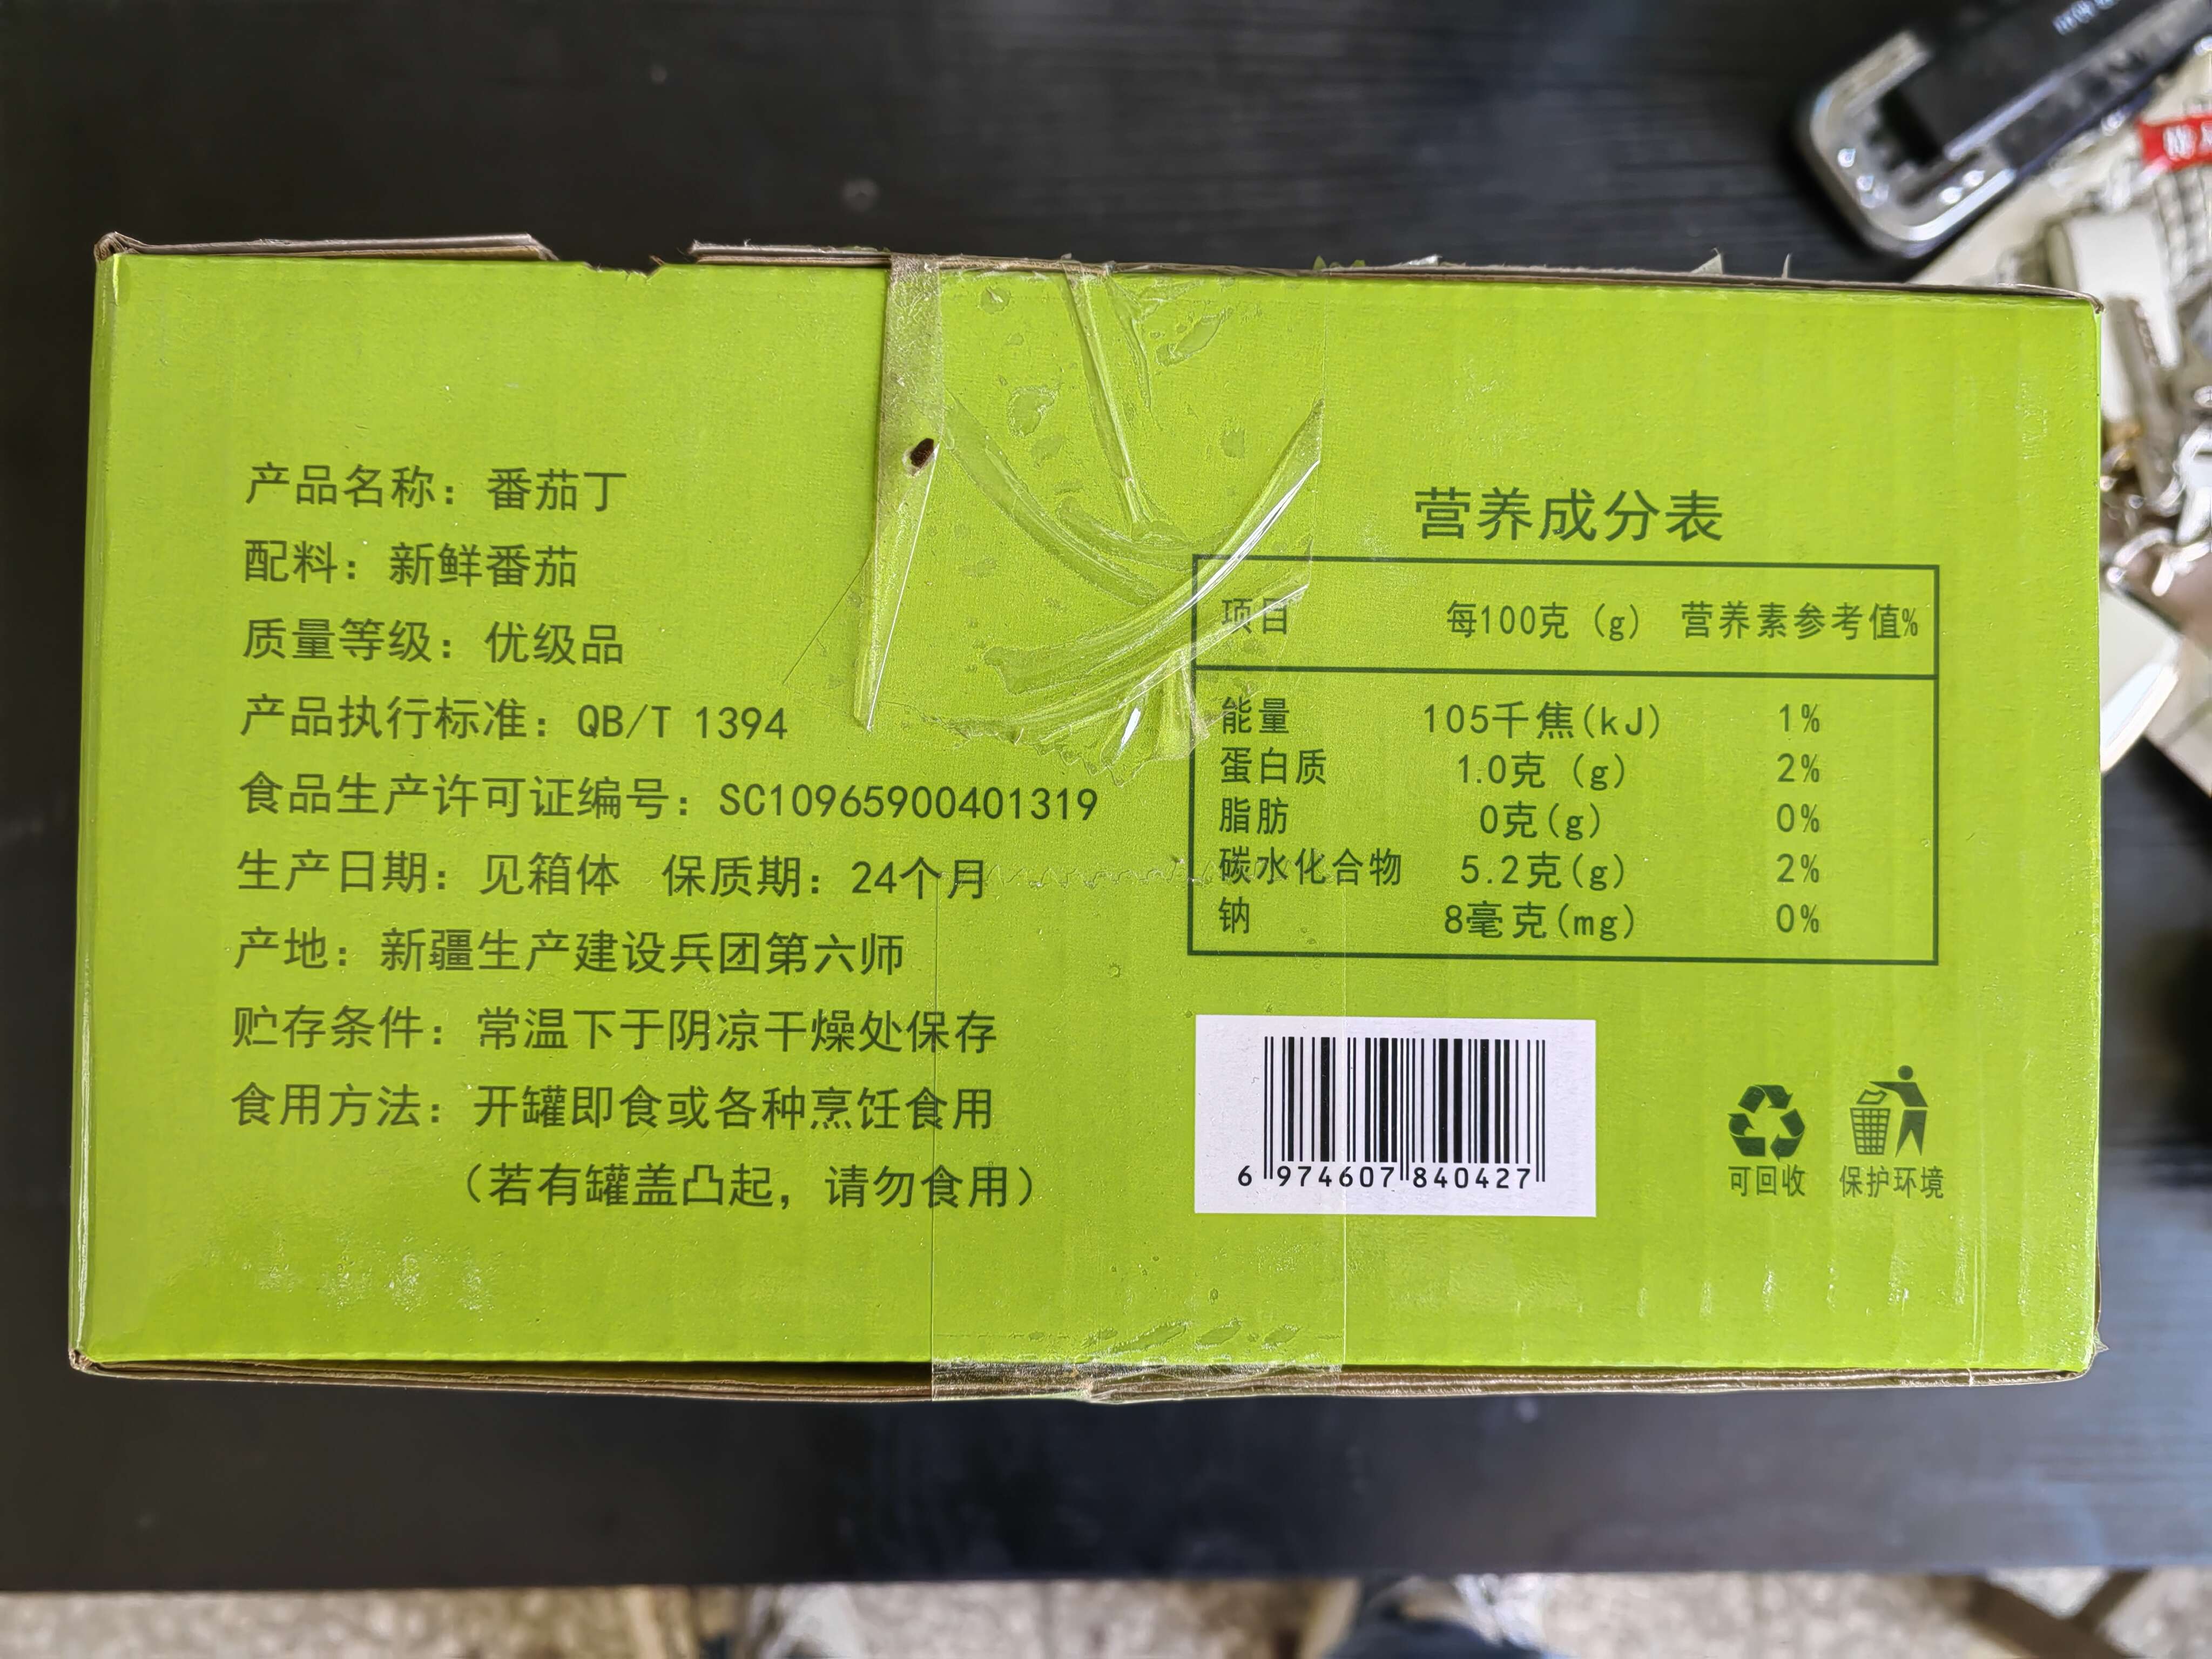 产品名称：番茄丁
配料：新鲜番茄
质量等级：优级品
产品执行标准：QB/T 1394
食品生产许可证编号：SC10965900401319
生产日期：见箱体 保质期：24个月
产地：新疆生产建设兵团第六师
贮存条件：常温下于阴凉干燥处保存
食用方法：开罐即食或各种烹饪食用
（若有罐盖凸起，请勿食用）
营养成分表
项目 每100克（g） 营养素参考值%
能量 105千焦(kJ) 1%
蛋白质 1.0克（g） 2%
脂肪 0克(g) 0%
碳水化合物 5.2克(g) 2%
钠 8毫克(mg) 0%
6 974607 840427
可回收 保护环境